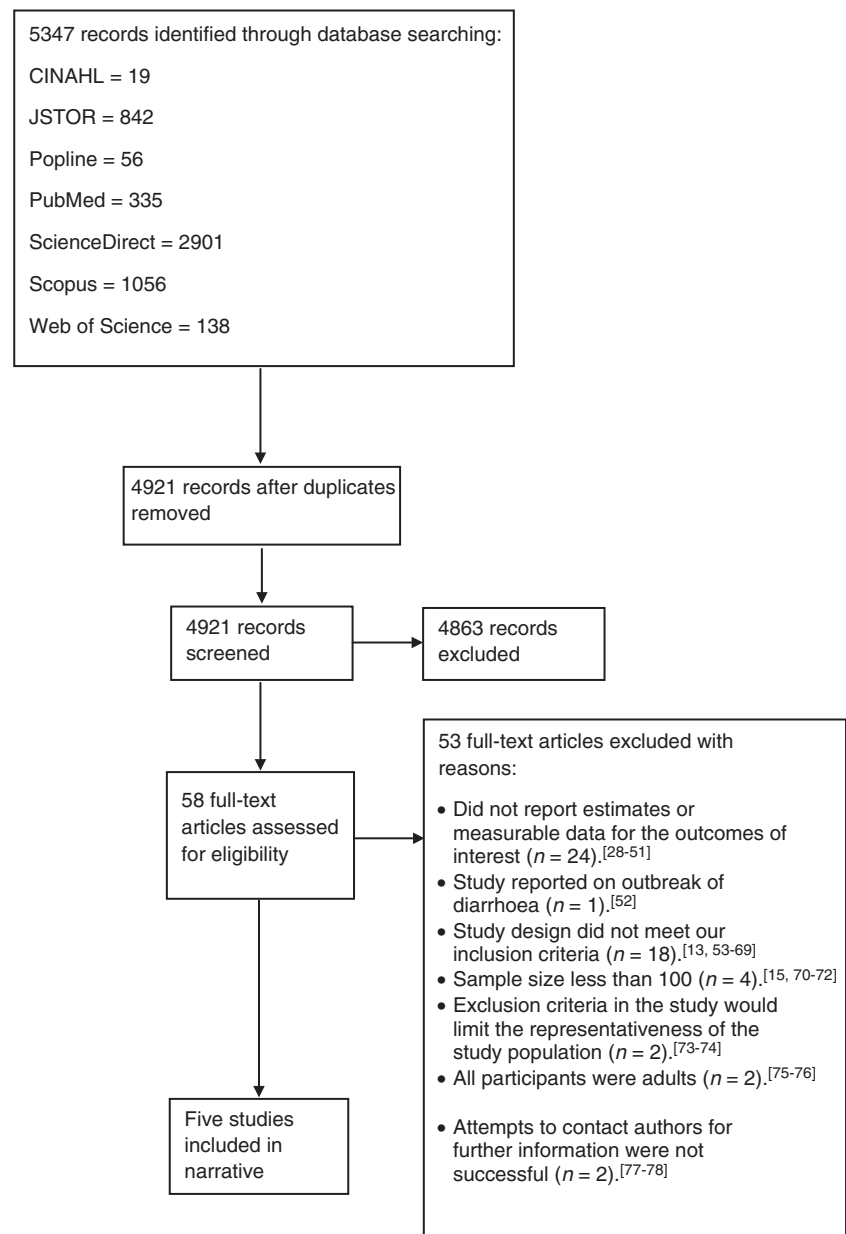 5347 records identified through database searching:
CINAHL = 19
JSTOR = 842
Popline = 56
PubMed = 335
ScienceDirect = 2901
Scopus = 1056
Web of Science = 138
4921 records after duplicates
removed
4921 records
screened
4863 records
excluded
58 full-text
articles assessed
for eligibility
53 full-text articles excluded with
reasons:
• Did not report estimates or
measurable data for the outcomes of
interest (n = 24).[28-51]
• Study reported on outbreak of
diarrhoea (n = 1).[52]
• Study design did not meet our
inclusion criteria (n = 18).[13, 53-69]
• Sample size less than 100 (n = 4).[15, 70-72]
• Exclusion criteria in the study would
limit the representativeness of the
study population (n = 2).[73-74]
• All participants were adults (n = 2).[75-76]
• Attempts to contact authors for
further information were not
successful (n = 2).[77-78]
Five studies
included in
narrative